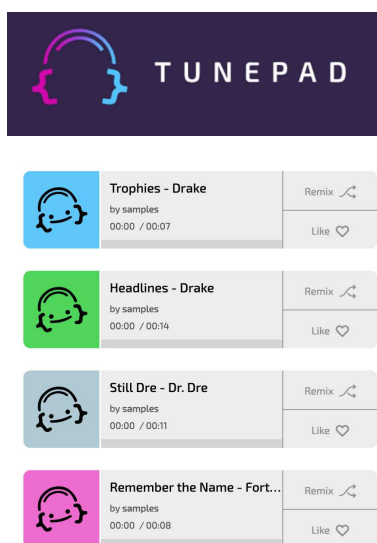 TUNEPAD
Trophies - Drake
by samples
00:00 / 00:07
Remix
Like
Headlines - Drake
by samples
00:00 / 00:14
Remix
Like
Still Dre - Dr. Dre
by samples
00:00 / 00:11
Remix
Like
Remember the Name - Fort...
by samples
00:00 / 00:08
Remix
Like